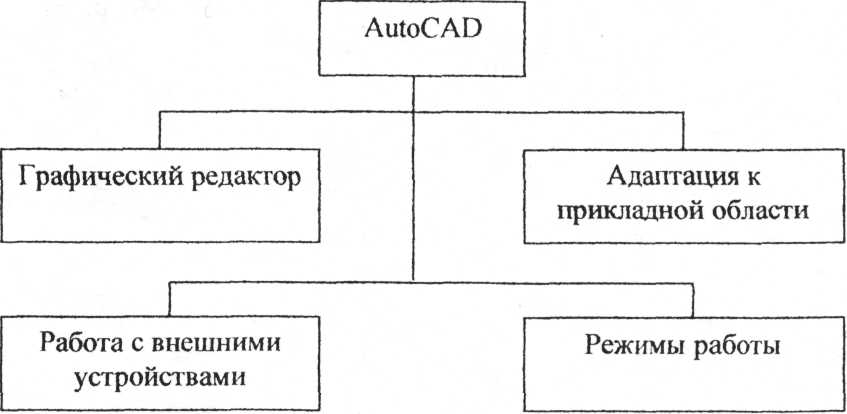 AutoCAD
Графический редактор
Адаптация к
прикладной области
Работа с внешними
устройствами
Режимы работы